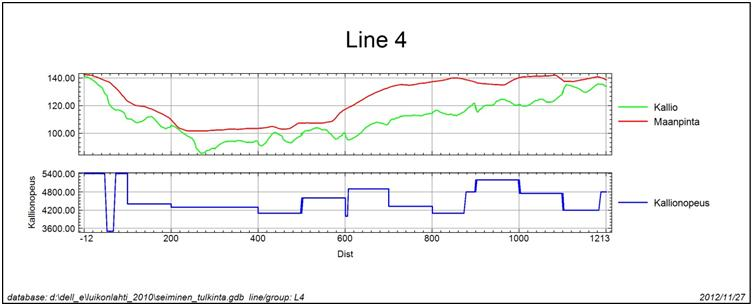 Line 4
140.00
120.00
100.00
Kallio
Maanpinta
5400.00
4800.00
4200.00
3600.00
Kallionopeus
Kallionopeus
-12
200
400
600
800
1000
1213
Dist
database: d:\dell_e\luikonlahti_2010\seiminen_tulkinta.gdb line/group: L4
2012/11/27